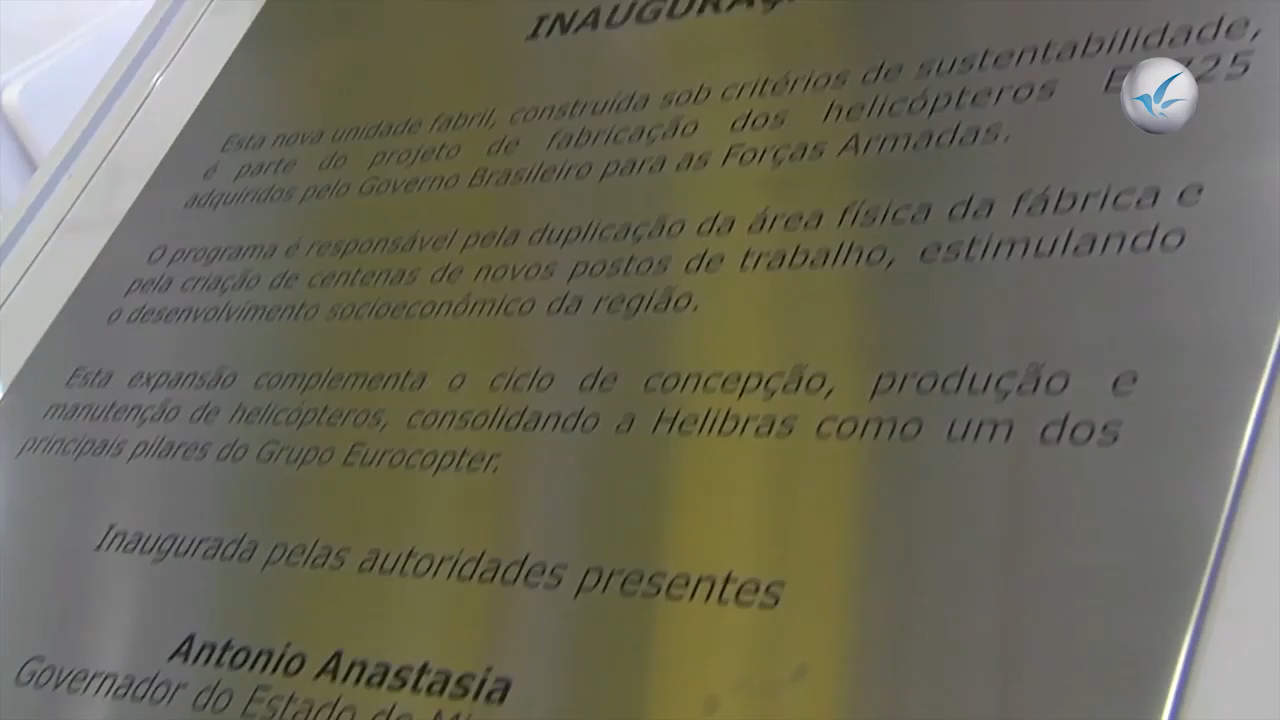 Esta nova unidade fabril, construída sob critérios de sustentabilidade,
é parte do projeto de fabricação dos helicópteros
adquiridos pelo Governo Brasileiro para as Forças Armadas.
O programa é responsável pela duplicação da área física da fábrica e
pela criação de centenas de novos postos de trabalho, estimulando
o desenvolvimento socioeconômico da região.
Esta expansão complementa o ciclo de concepção, produção e
manutenção de helicópteros, consolidando a Helibras como um dos
principais pilares do Grupo Eurocopter.
Inaugurada pelas autoridades presentes
Antonio Anastasia
Governador do Estado de